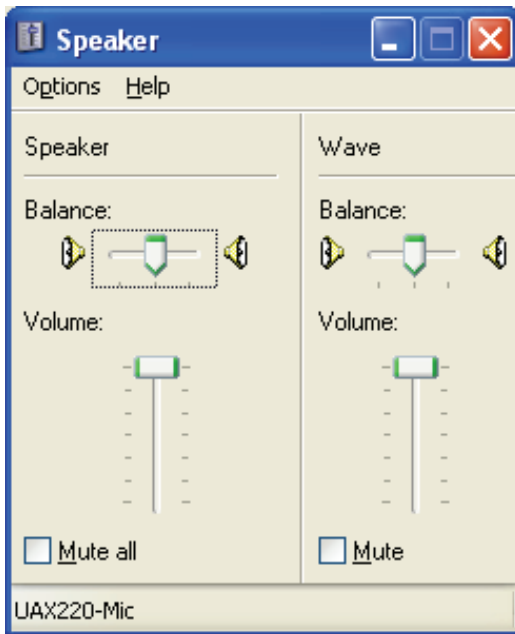 Speaker
Options Help
Speaker Wave
Balance: Balance:
Volume: Volume:
Mute all Mute
UAX220-Mic